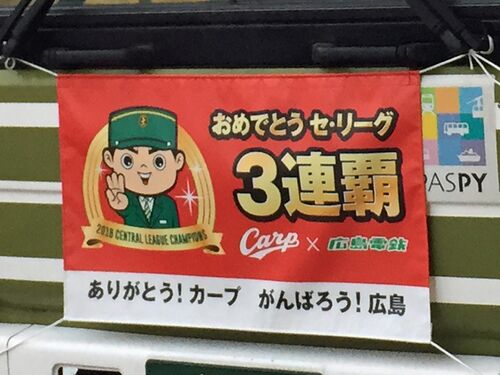 おめでとう セ・リーグ
3連覇
2018 CENTRAL LEAGUE CHAMPIONS
Carp × 広島電鉄
ありがとう！カープ がんばろう！広島
PASPY